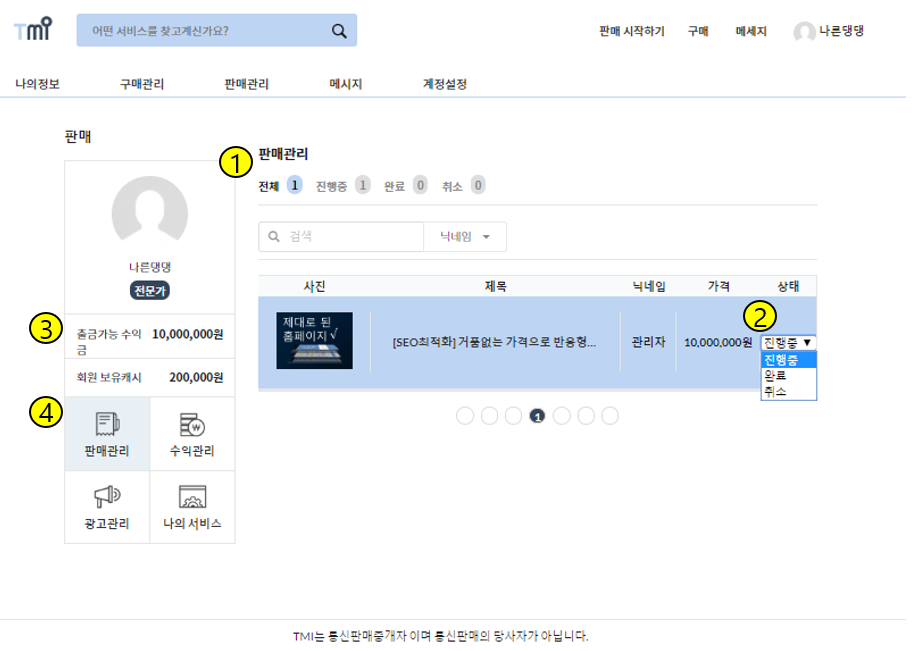 TMI
어떤 서비스를 찾고계신가요?
판매 시작하기 구매 메세지 나른댕댕
나의정보 구매관리 판매관리 메시지 계정설정
판매
나른댕댕
전문가
3
출금가능 수익금 10,000,000원
회원 보유캐시 200,000원
4
판매관리 수익관리
광고관리 나의 서비스
1
판매관리
전체 1 진행중 1 완료 0 취소 0
검색 닉네임
사진 제목 닉네임 가격 상태
2
제대로 된
홈페이지 √
[SEO최적화] 거품없는 가격으로 반응형... 관리자 10,000,000원 진행중 ▼
진행중
완료
취소
1
TMI는 통신판매중개자 이며 통신판매의 당사자가 아닙니다.